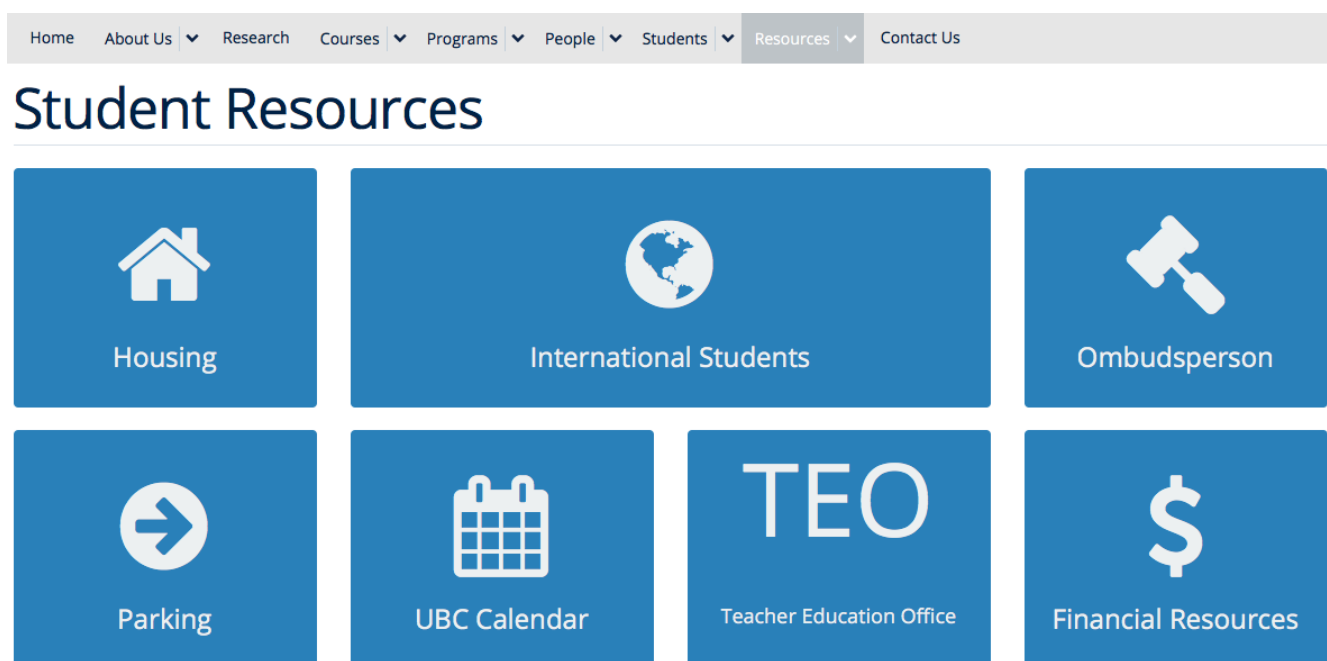 Home About Us Research Courses Programs People Students Resources Contact Us
Student Resources
Housing International Students Ombudsperson
TEO
Parking UBC Calendar Teacher Education Office Financial Resources